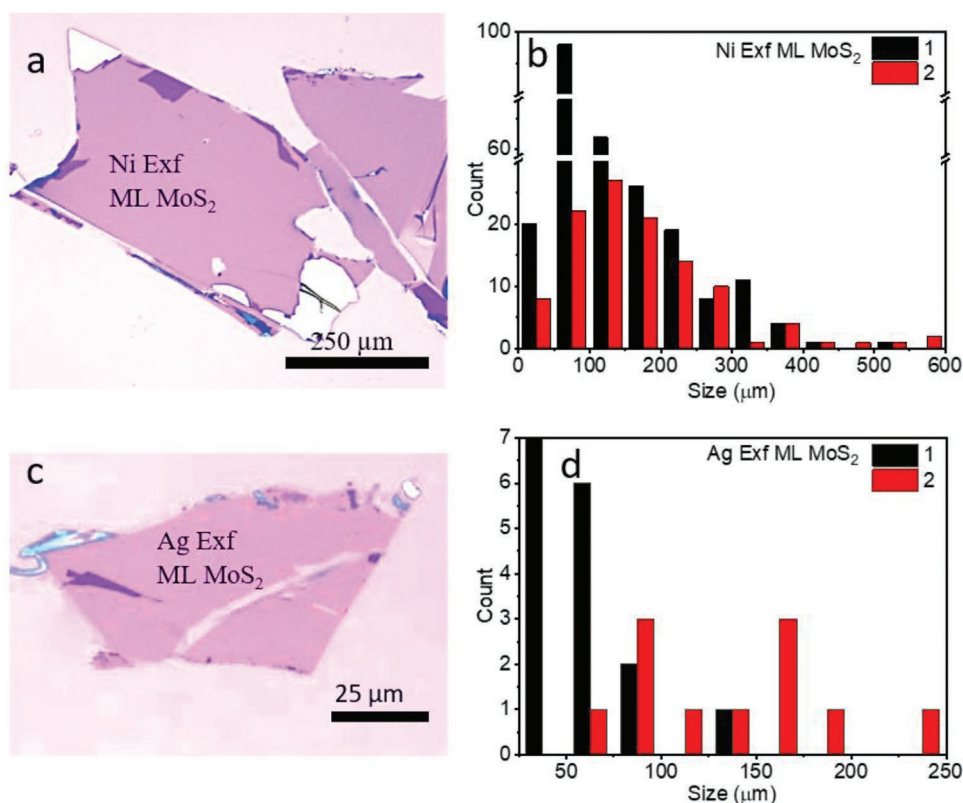 a
Ni Exf
ML MoS₂
250 μm
b
Ni Exf ML MoS₂
1
2
100
60
20
10
0
Count
0 100 200 300 400 500 600
Size (μm)
c
Ag Exf
ML MoS₂
25 μm
d
Ag Exf ML MoS₂
1
2
7
6
5
4
3
2
1
0
Count
50 100 150 200 250
Size (μm)